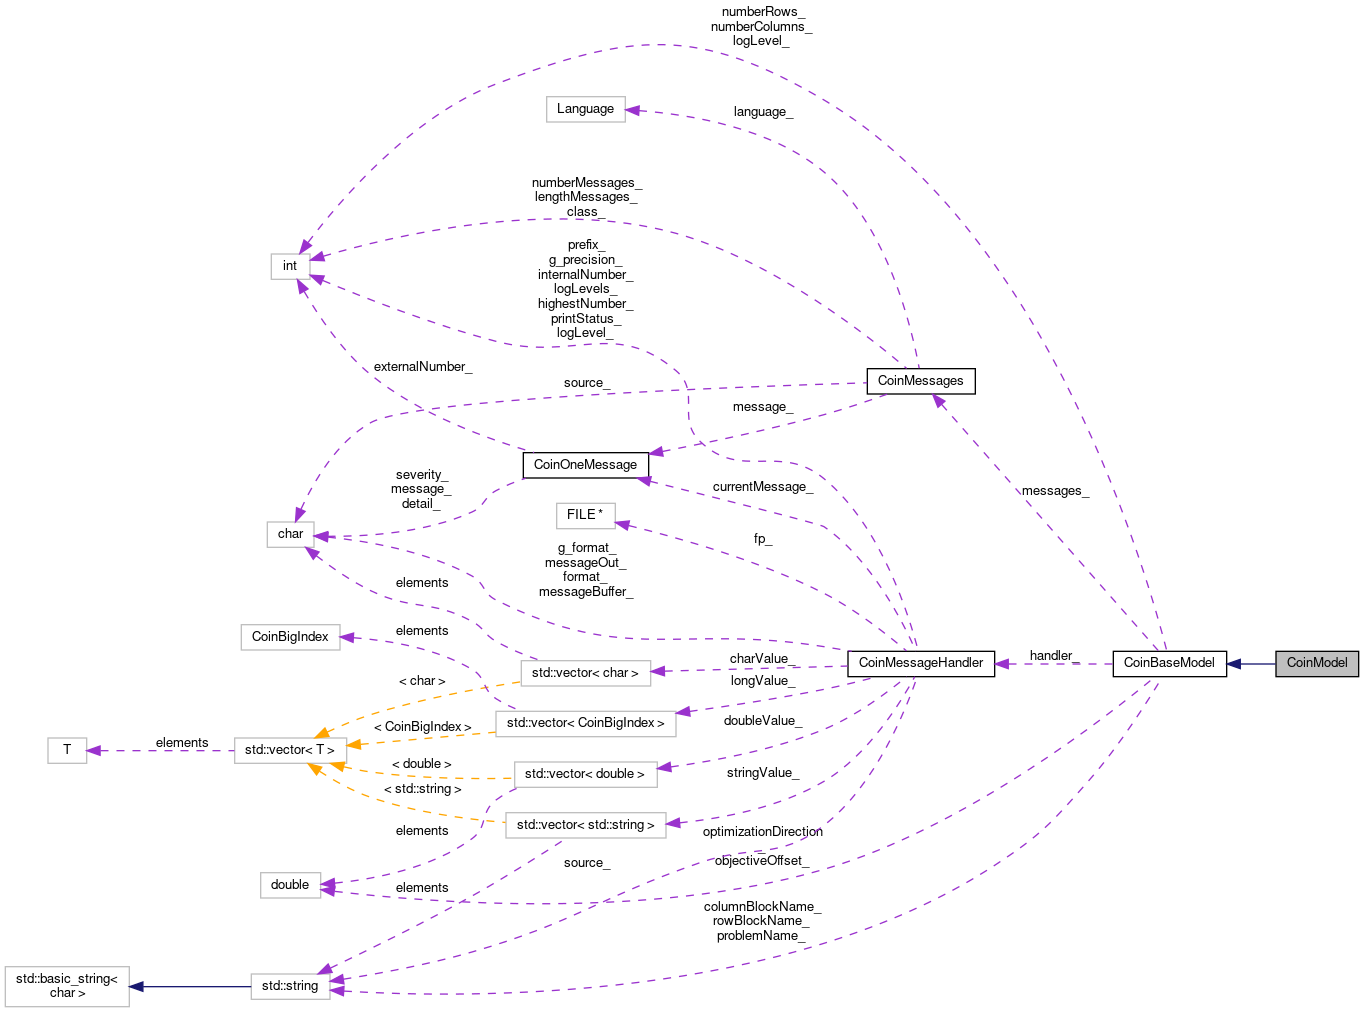 numberRows_
numberColumns_
logLevel_
Language
language_
numberMessages_
lengthMessages_
class_
int
prefix_
g_precision_
internalNumber_
logLevels_
highestNumber_
printStatus_
logLevel_
externalNumber_
source_
CoinMessages
message_
CoinOneMessage
severity_
message_
detail_
currentMessage_
messages_
FILE *
char
fp_
g_format_
messageOut_
format_
messageBuffer_
elements
elements
CoinBigIndex
charValue_
CoinMessageHandler
handler_
CoinBaseModel
CoinModel
std::vector< char >
longValue_
< char >
std::vector< CoinBigIndex >
doubleValue_
< CoinBigIndex >
T
elements
std::vector< T >
< double >
std::vector< double >
stringValue_
< std::string >
std::vector< std::string >
elements
optimizationDirection
_
objectiveOffset_
source_
double
elements
columnBlockName_
rowBlockName_
problemName_
std::basic_string<
char >
std::string